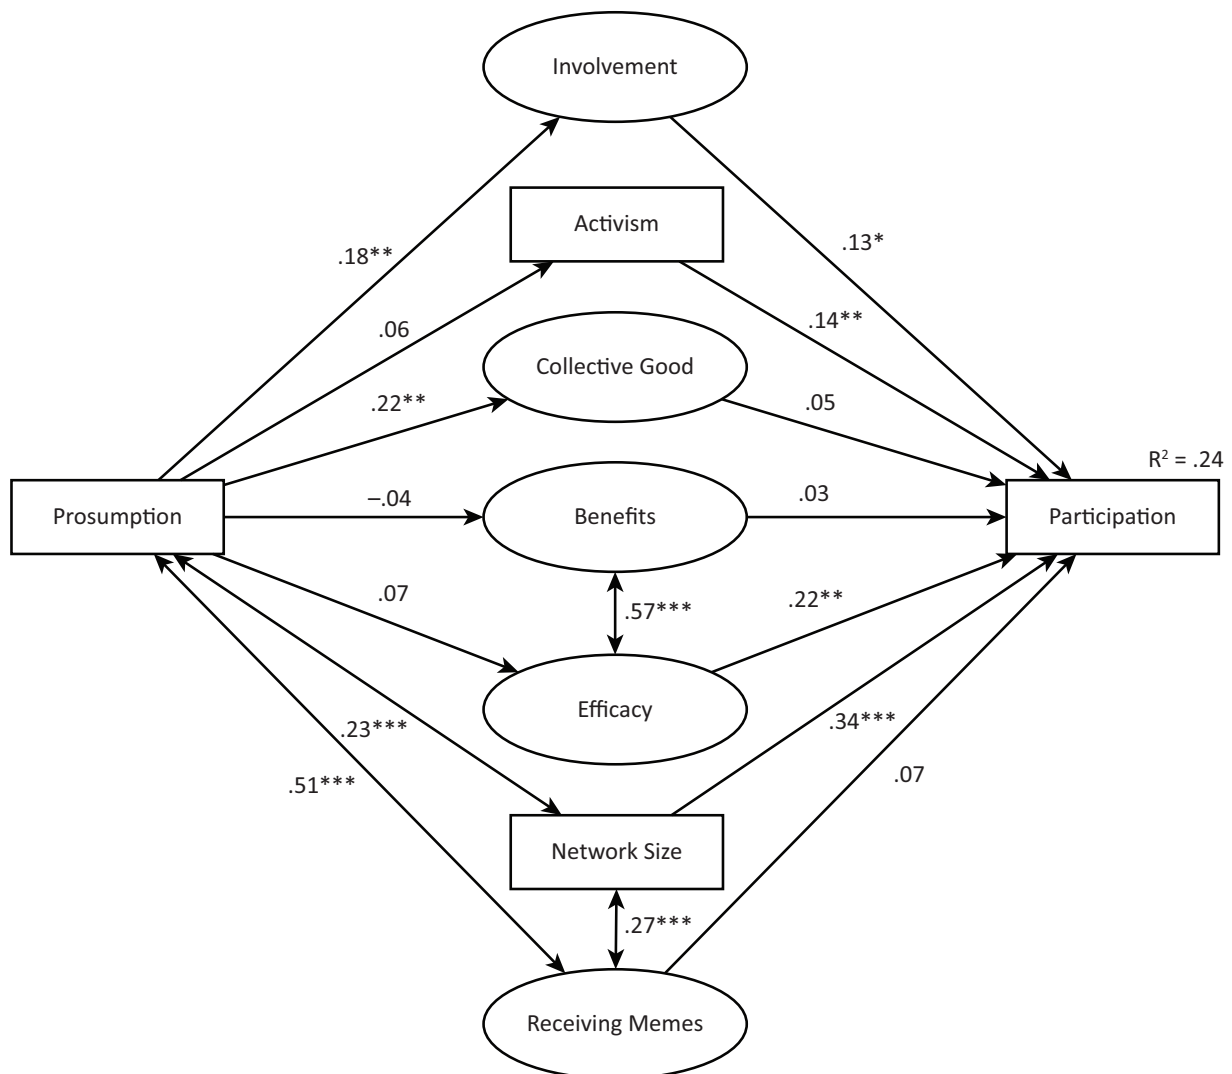 Involvement
Activism
.18**
.13*
.06
.14**
Collective Good
.22**
.05
R² = .24
Prosumption
–.04
Benefits
.03
Participation
.07
.57***
.22**
Efficacy
.23***
.34***
.51***
.07
Network Size
.27***
Receiving Memes